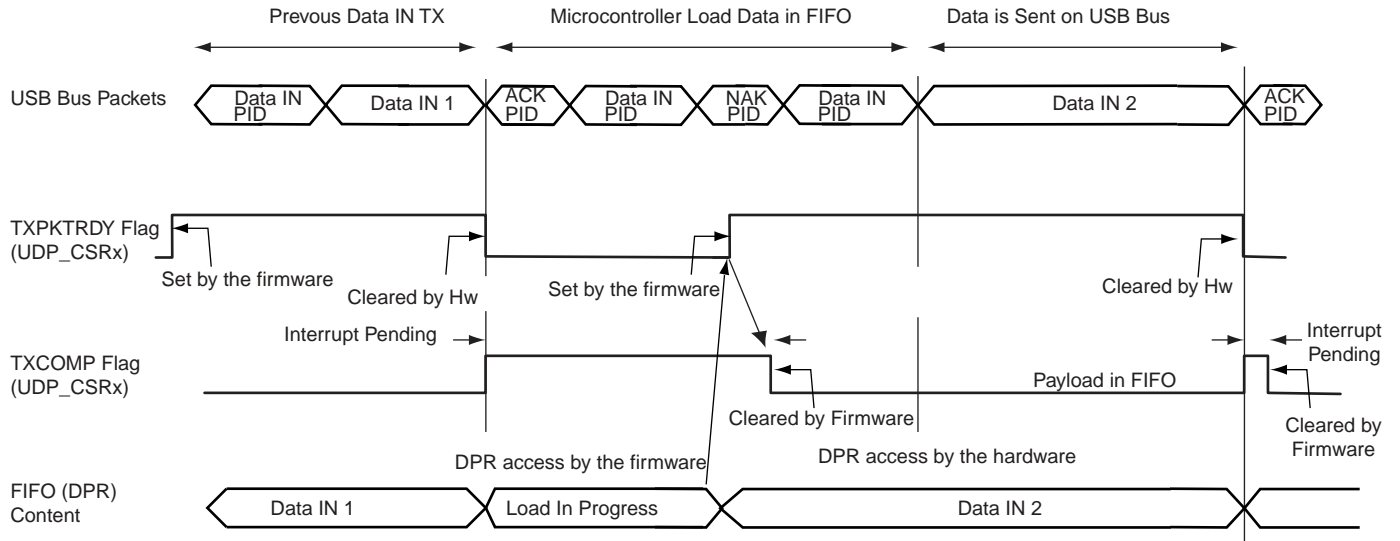 Prevous Data IN TX
Microcontroller Load Data in FIFO
Data is Sent on USB Bus
USB Bus Packets
Data IN
PID
Data IN 1
ACK
PID
Data IN
PID
NAK
PID
Data IN
PID
Data IN 2
ACK
PID
TXPKTRDY Flag
(UDP_CSRx)
Set by the firmware
Cleared by Hw
Set by the firmware
Cleared by Hw
Interrupt Pending
Interrupt
Pending
TXCOMP Flag
(UDP_CSRx)
Payload in FIFO
Cleared by Firmware
Cleared by
Firmware
DPR access by the firmware
DPR access by the hardware
FIFO (DPR)
Content
Data IN 1
Load In Progress
Data IN 2